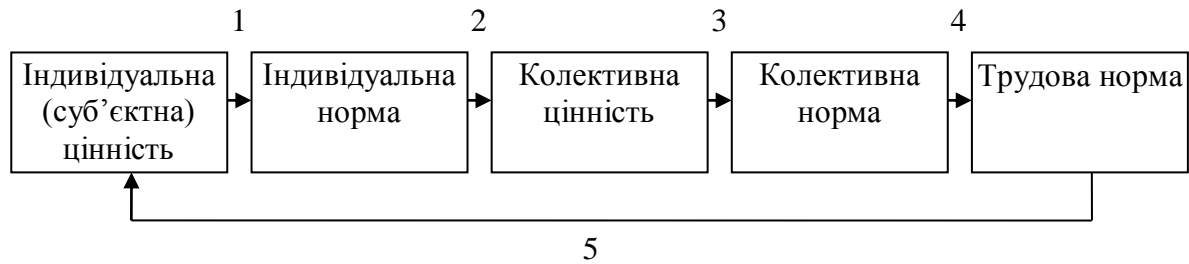 1
2
3
4
Індивідуальна
(суб’єктна)
цінність
Індивідуальна
норма
Колективна
цінність
Колективна
норма
Трудова норма
5